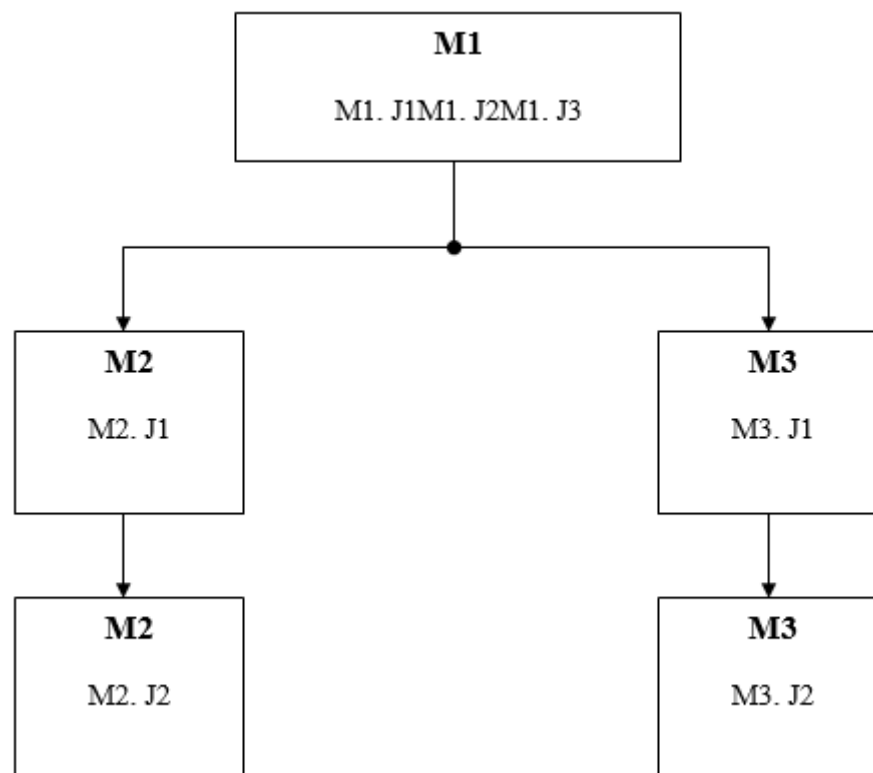 M1
M1. J1M1. J2M1. J3
M2
M2. J1
M3
M3. J1
M2
M2. J2
M3
M3. J2